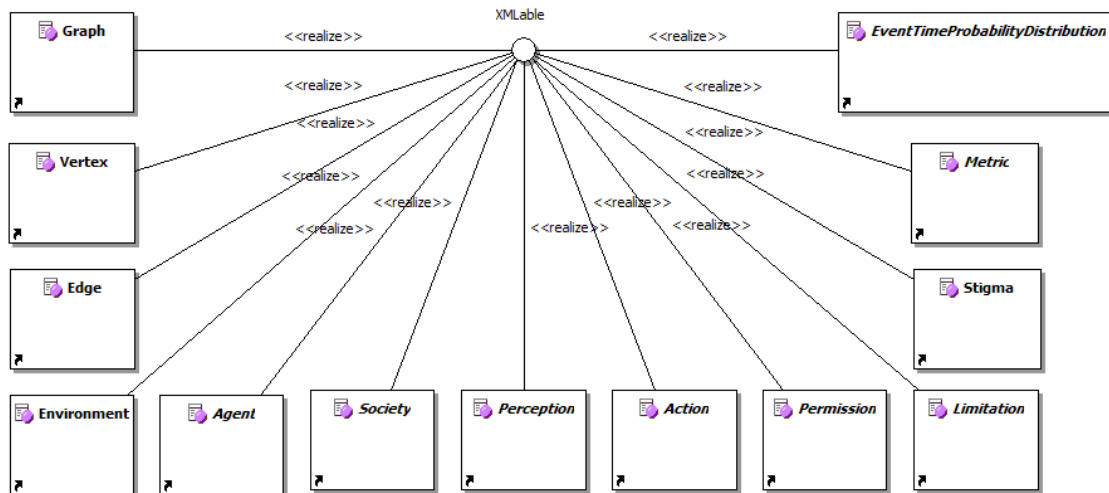 XMLable
Graph
<<realize>>
<<realize>>
EventTimeProbabilityDistribution
<<realize>>
<<realize>>
<<realize>>
<<realize>>
Vertex
Metric
<<realize>>
<<realize>>
<<realize>>
<<realize>>
<<realize>>
<<realize>>
<<realize>>
Edge
Stigma
Environment
Agent
Society
Perception
Action
Permission
Limitation